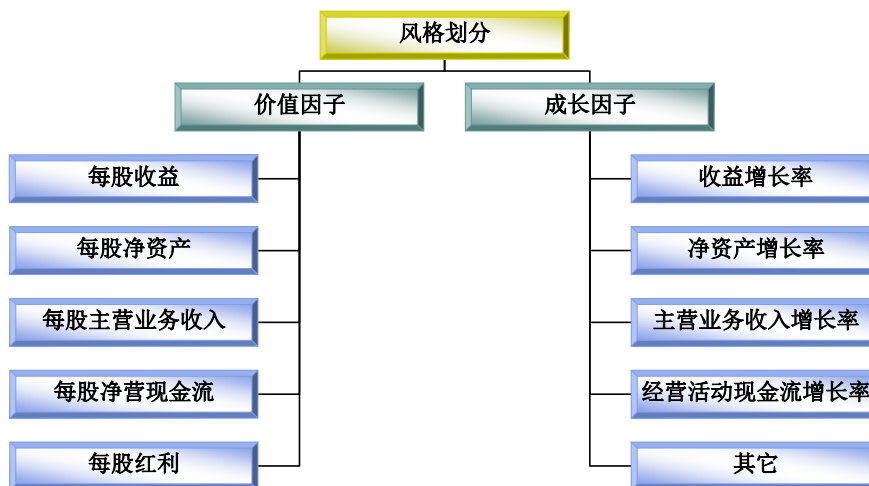 风格划分
价值因子
成长因子
每股收益
收益增长率
每股净资产
净资产增长率
每股主营业务收入
主营业务收入增长率
每股净营现金流
经营活动现金流增长率
每股红利
其它